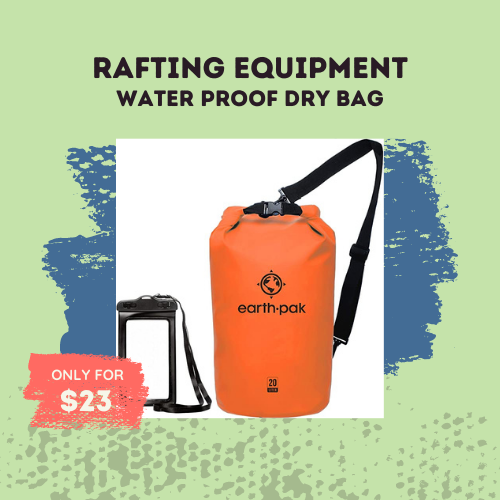 RAFTING EQUIPMENT
WATER PROOF DRY BAG
earth·pak
20
ONLY FOR
$23